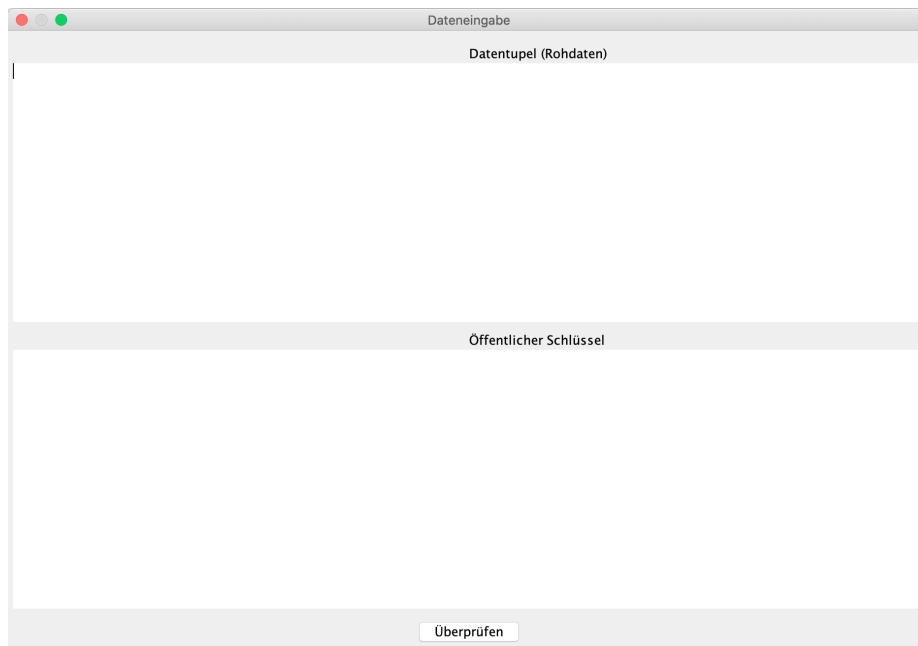 Dateneingabe
Datentupel (Rohdaten)
Öffentlicher Schlüssel
Überprüfen